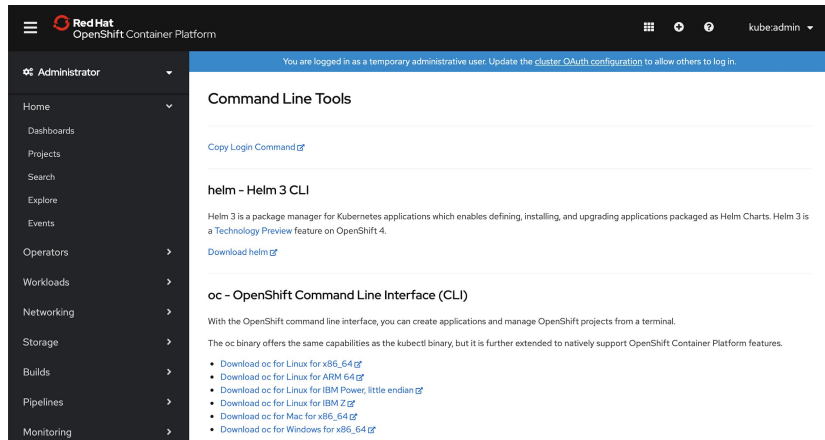 Red Hat
OpenShift Container Platform
kube:admin
Administrator
You are logged in as a temporary administrative user. Update the cluster OAuth configuration to allow others to log in.
Home
Dashboards
Projects
Search
Explore
Events
Operators
Workloads
Networking
Storage
Builds
Pipelines
Monitoring
Command Line Tools
Copy Login Command
helm - Helm 3 CLI
Helm 3 is a package manager for Kubernetes applications which enables defining, installing, and upgrading applications packaged as Helm Charts. Helm 3 is
a Technology Preview feature on OpenShift 4.
Download helm
oc - OpenShift Command Line Interface (CLI)
With the OpenShift command line interface, you can create applications and manage OpenShift projects from a terminal.
The oc binary offers the same capabilities as the kubectl binary, but it is further extended to natively support OpenShift Container Platform features.
Download oc for Linux for x86_64
Download oc for Linux for ARM 64
Download oc for Linux for IBM Power, little endian
Download oc for Linux for IBM Z
Download oc for Mac for x86_64
Download oc for Windows for x86_64